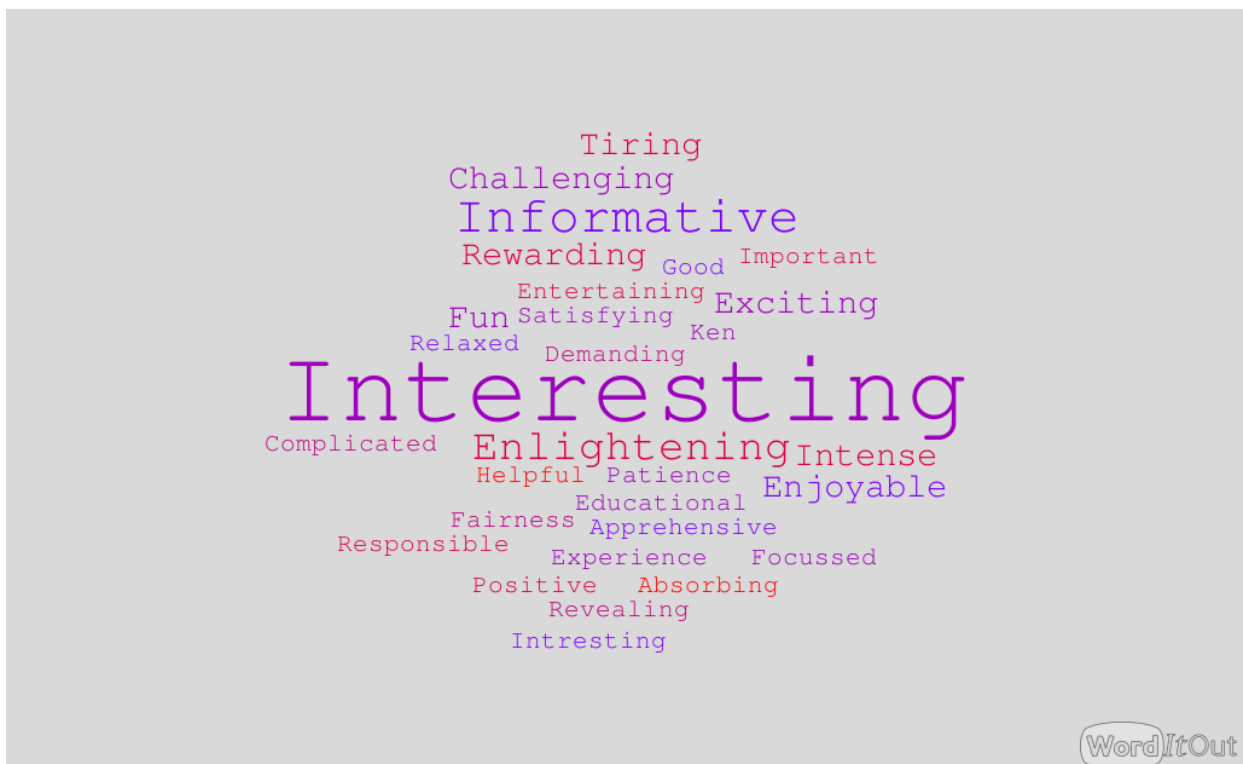 Tiring
Challenging
Informative
Rewarding Good Important
Entertaining Exciting
Fun Satisfying Ken
Relaxed Demanding
Interesting
Complicated Enlightening Intense
Helpful Patience Enjoyable
Educational
Fairness Apprehensive
Responsible Experience Focussed
Positive Absorbing
Revealing
Intresting
WordItOut